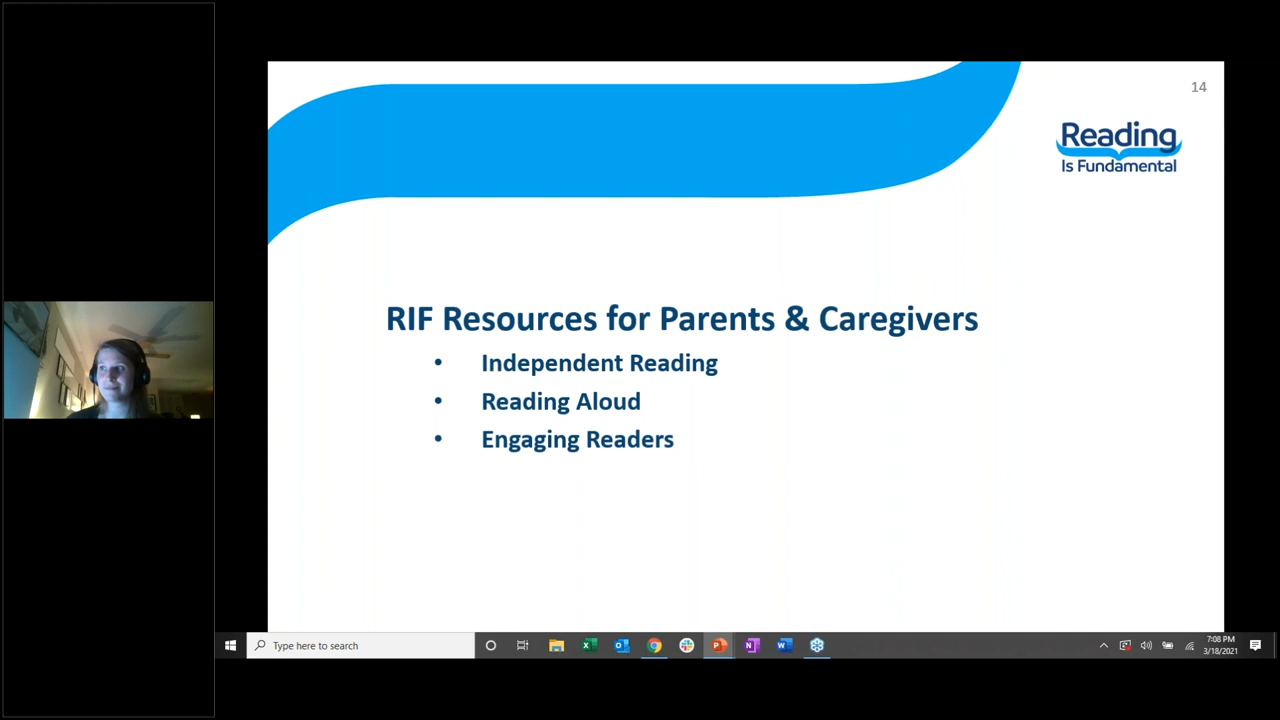 14
Reading
Is Fundamental
RIF Resources for Parents & Caregivers
• Independent Reading
• Reading Aloud
• Engaging Readers
Type here to search
7:08 PM
3/18/2021